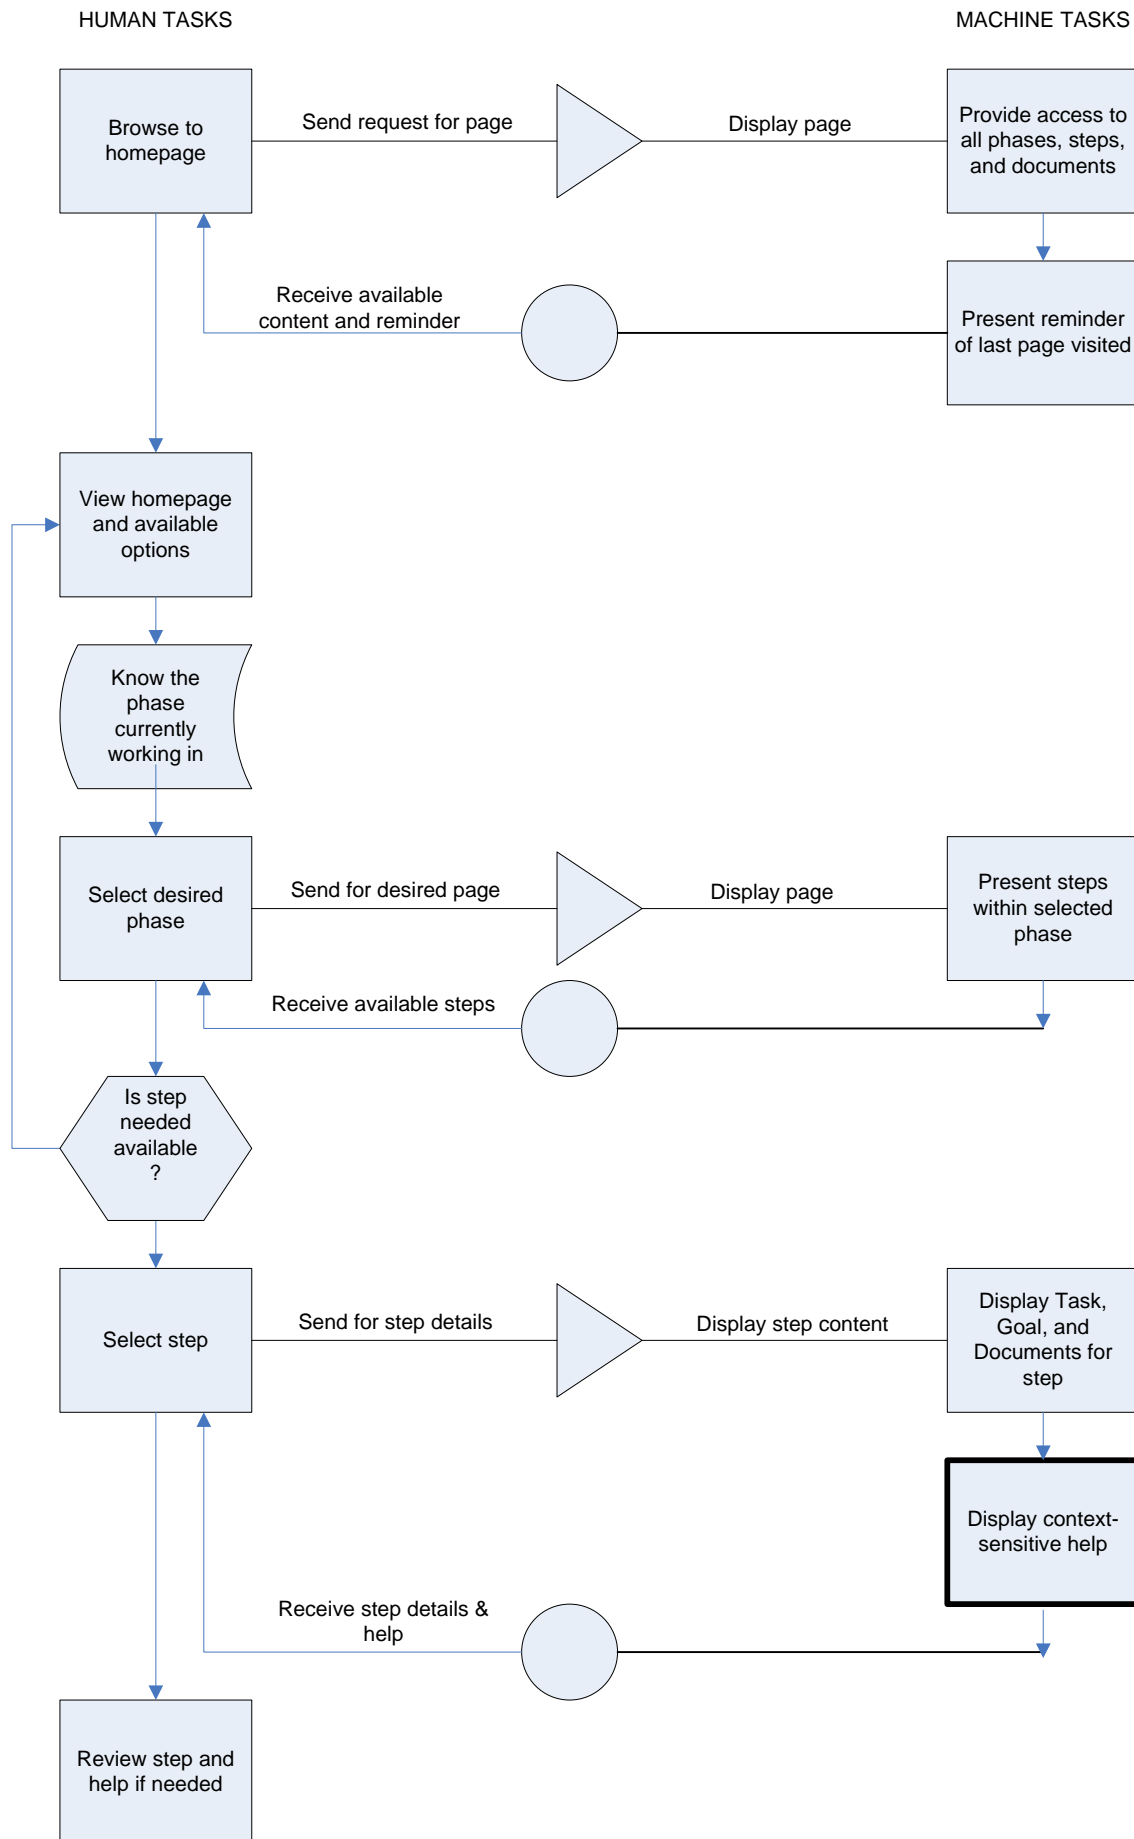 HUMAN TASKS
MACHINE TASKS
Browse to
homepage
Send request for page
Display page
Provide access to
all phases, steps,
and documents
Receive available
content and reminder
Present reminder
of last page visited
View homepage
and available
options
Know the
phase
currently
working in
Select desired
phase
Send for desired page
Display page
Present steps
within selected
phase
Receive available steps
Is step
needed
available
?
Select step
Send for step details
Display step content
Display Task,
Goal, and
Documents for
step
Display context-
sensitive help
Receive step details &
help
Review step and
help if needed